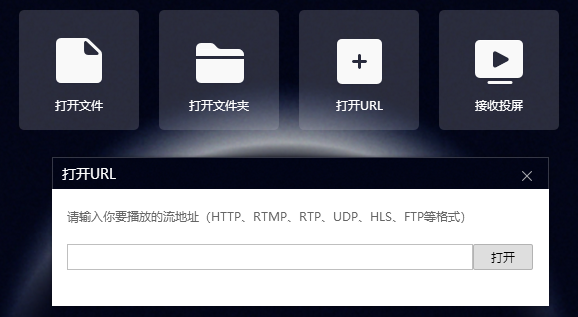 打开文件
打开文件夹
打开URL
接收投屏
打开URL
请输入你要播放的流地址（HTTP、RTMP、RTP、UDP、HLS、FTP等格式）
打开